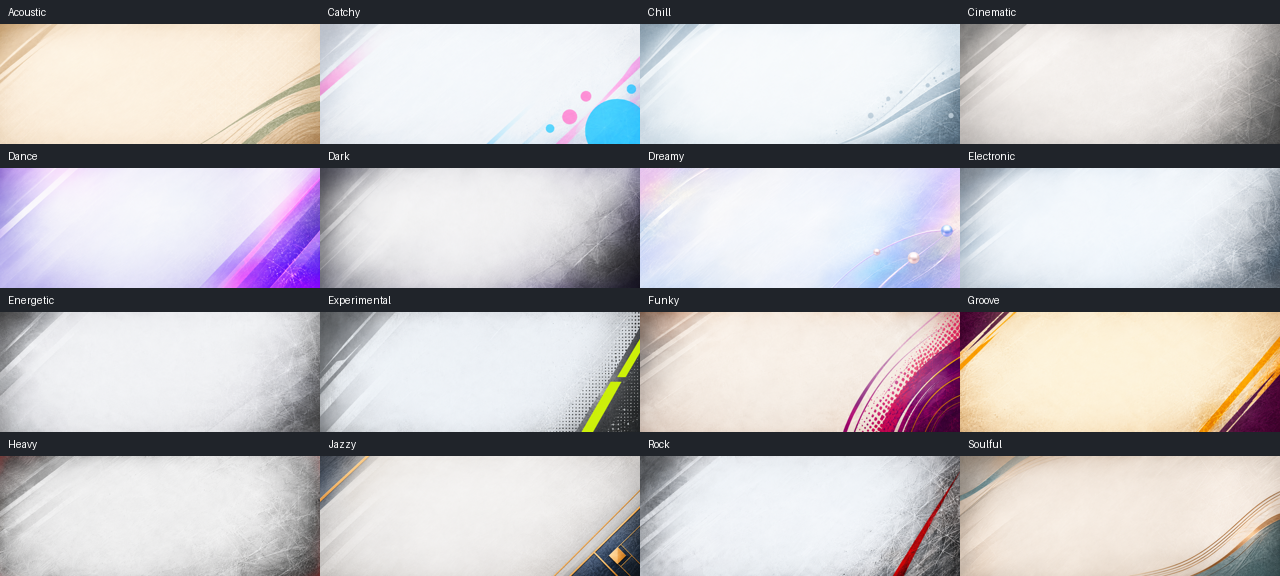 Acoustic
Catchy
Chill
Cinematic
Dance
Dark
Dreamy
Electronic
Energetic
Experimental
Funky
Groove
Heavy
Jazzy
Rock
Soulful